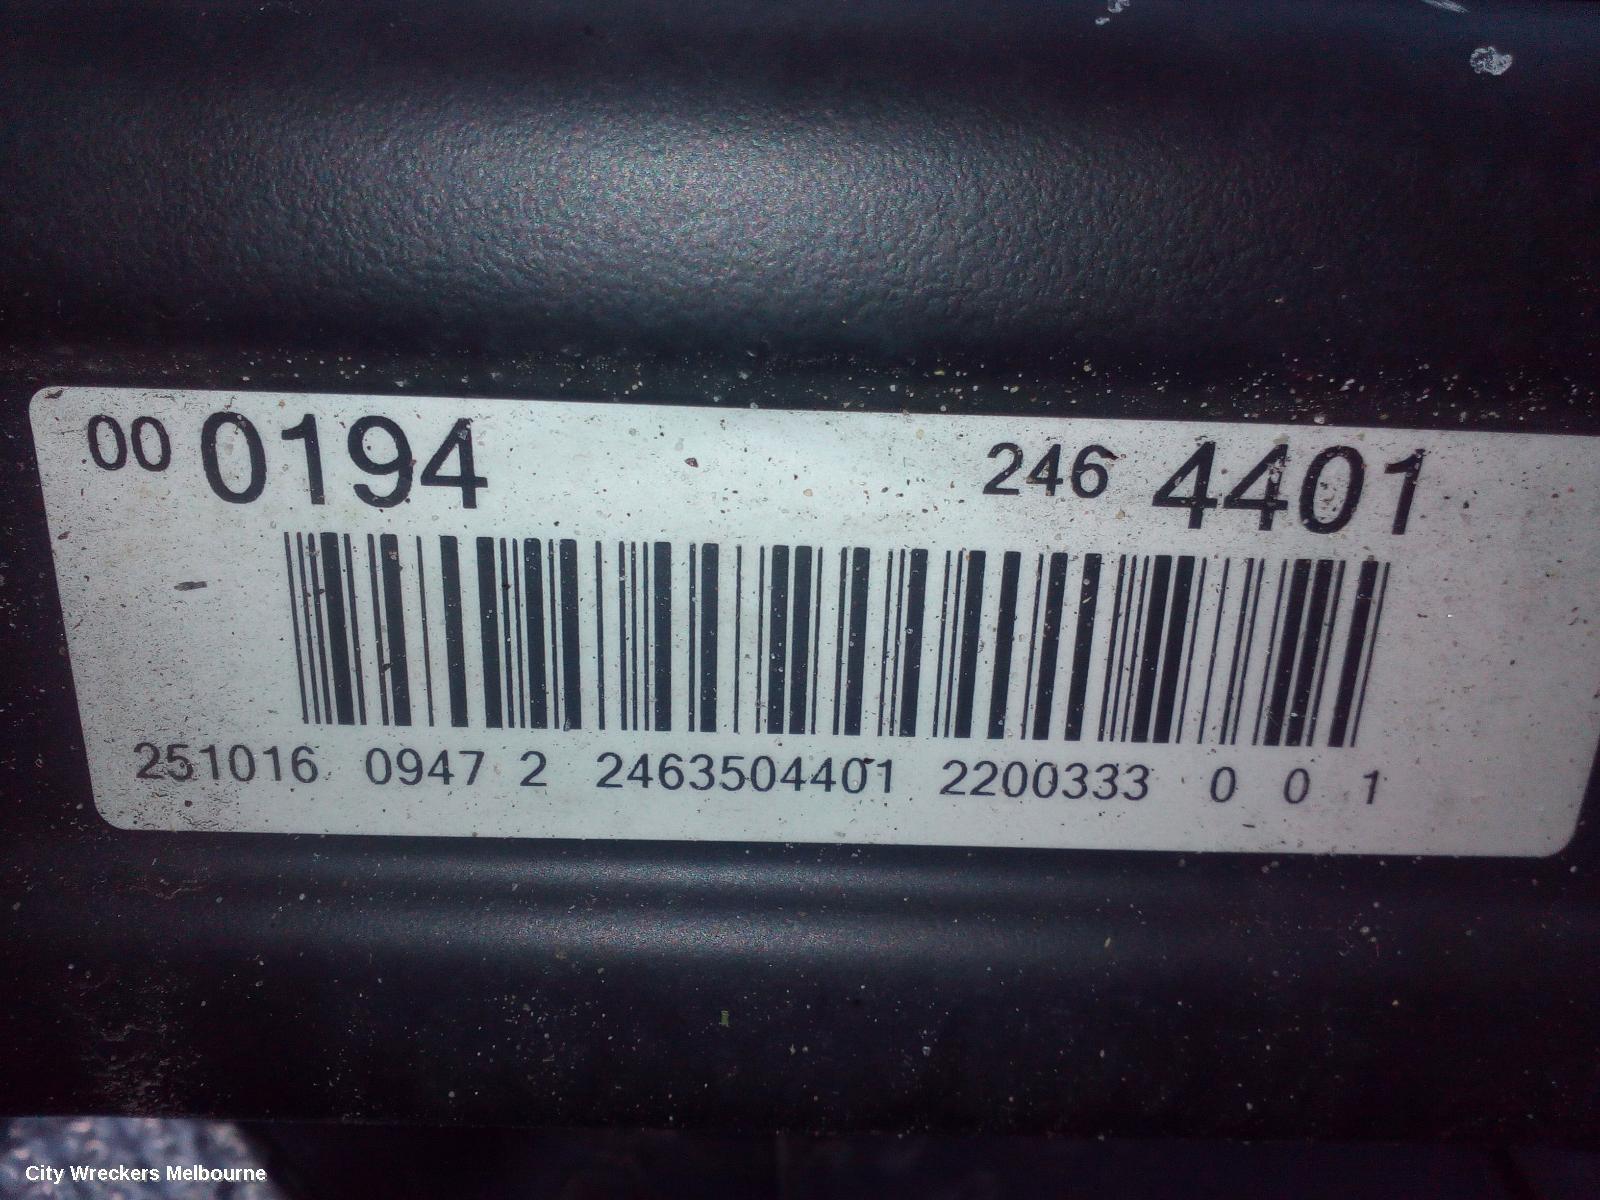 00 0194 246 4401
251016 0947 2 2463504401 2200333 0 0 1
City Wreckers Melbourne